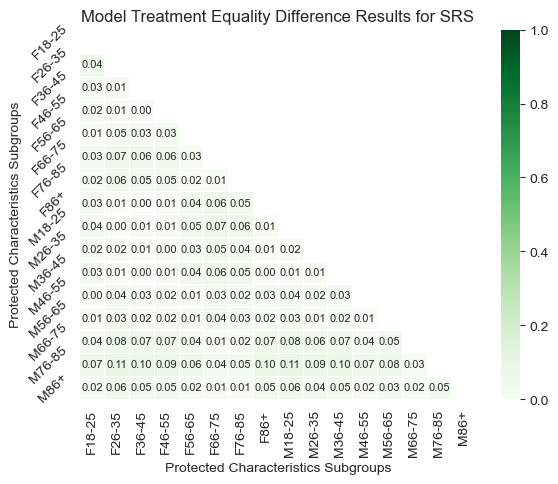 Model Treatment Equality Difference Results for SRS
Protected Characteristics Subgroups
F18-25
F26-35 0.04
F36-45 0.03 0.01
F46-55 0.02 0.01 0.00
F56-65 0.01 0.05 0.03 0.03
F66-75 0.03 0.07 0.06 0.06 0.03
F76-85 0.02 0.06 0.05 0.05 0.02 0.01
F86+ 0.03 0.01 0.00 0.01 0.04 0.06 0.05
M18-25 0.04 0.00 0.01 0.01 0.05 0.07 0.06 0.01
M26-35 0.02 0.02 0.01 0.00 0.03 0.05 0.04 0.01 0.02
M36-45 0.03 0.01 0.00 0.01 0.04 0.06 0.05 0.00 0.01 0.01
M46-55 0.00 0.04 0.03 0.02 0.01 0.03 0.02 0.03 0.04 0.02 0.03
M56-65 0.01 0.03 0.02 0.02 0.01 0.04 0.03 0.02 0.03 0.01 0.02 0.01
M66-75 0.04 0.08 0.07 0.07 0.04 0.01 0.02 0.07 0.08 0.06 0.07 0.04 0.05
M76-85 0.07 0.11 0.10 0.09 0.06 0.04 0.05 0.10 0.11 0.09 0.10 0.07 0.08 0.03
M86+ 0.02 0.06 0.05 0.05 0.02 0.01 0.01 0.05 0.06 0.04 0.05 0.02 0.03 0.02 0.05
F18-25 F26-35 F36-45 F46-55 F56-65 F66-75 F76-85 F86+ M18-25 M26-35 M36-45 M46-55 M56-65 M66-75 M76-85 M86+
Protected Characteristics Subgroups
1.0
0.8
0.6
0.4
0.2
0.0